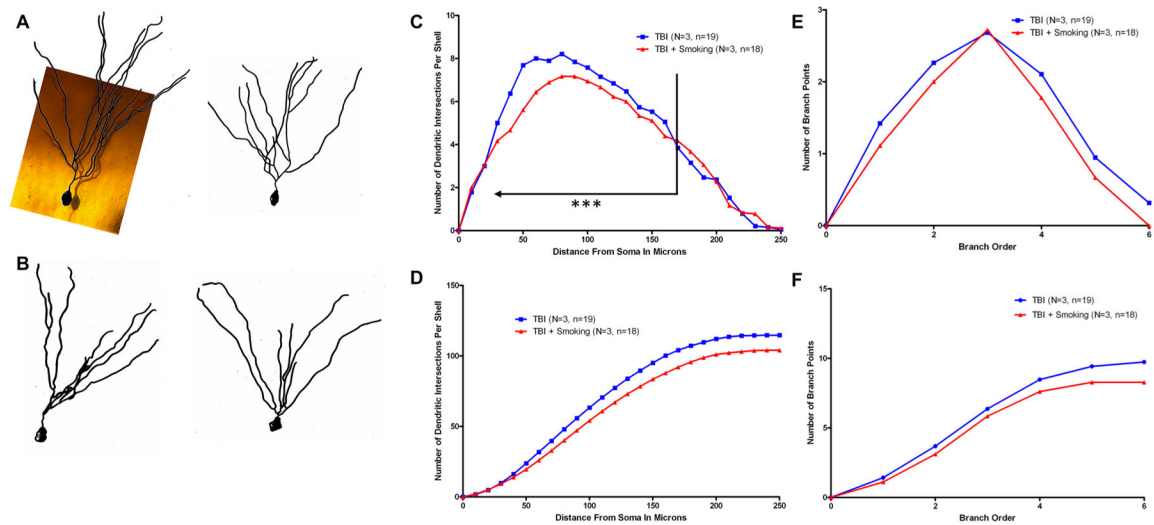 A
B
C
Number of Dendritic Intersections Per Shell
10
8
6
4
2
0
TBI (N=3, n=19)
TBI + Smoking (N=3, n=18)
***
0 50 100 150 200 250
Distance From Soma In Microns
D
Number of Dendritic Intersections Per Shell
150
100
50
0
TBI (N=3, n=19)
TBI + Smoking (N=3, n=18)
0 50 100 150 200 250
Distance From Soma In Microns
E
Number of Branch Points
3
2
1
0
TBI (N=3, n=19)
TBI + Smoking (N=3, n=18)
0 2 4 6
Branch Order
F
Number of Branch Points
15
10
5
0
TBI (N=3, n=19)
TBI + Smoking (N=3, n=18)
0 2 4 6
Branch Order